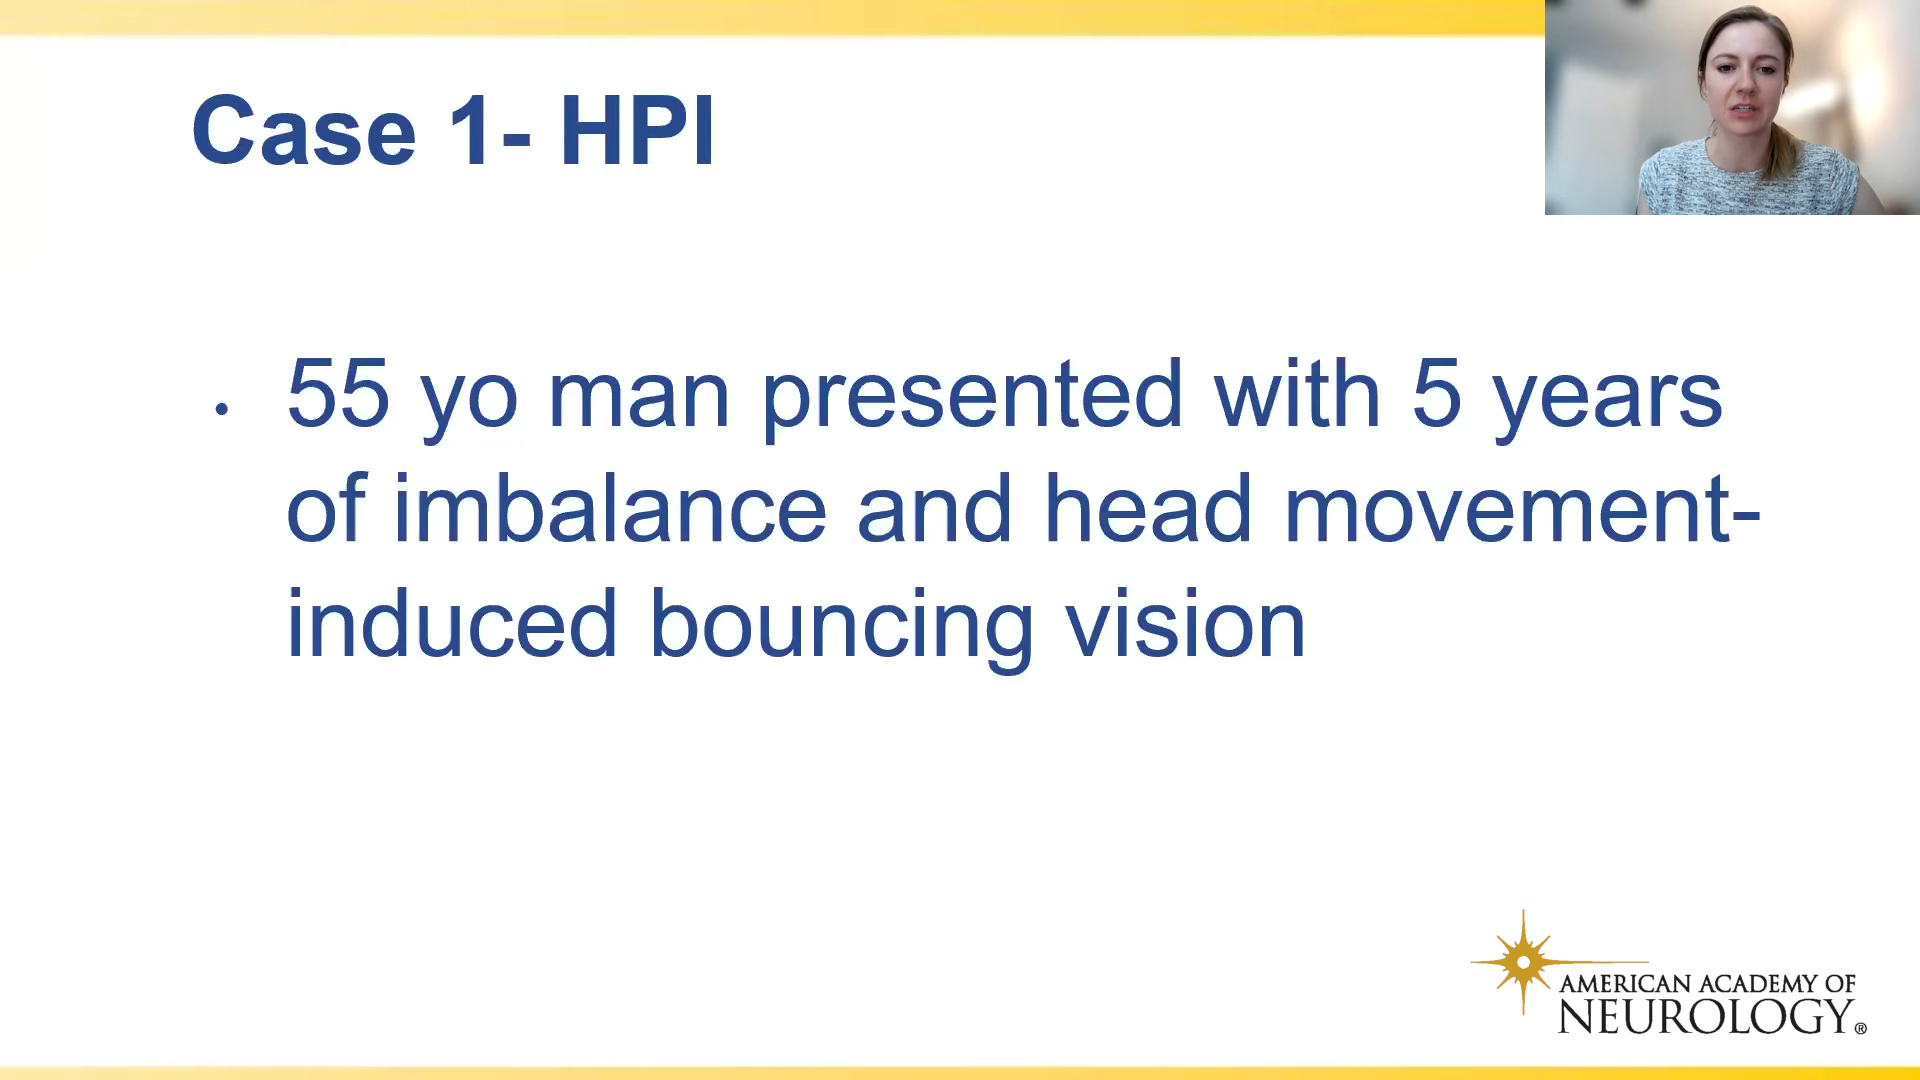 Case 1- HPI
• 55 yo man presented with 5 years
of imbalance and head movement-
induced bouncing vision
AMERICAN ACADEMY OF
NEUROLOGY®